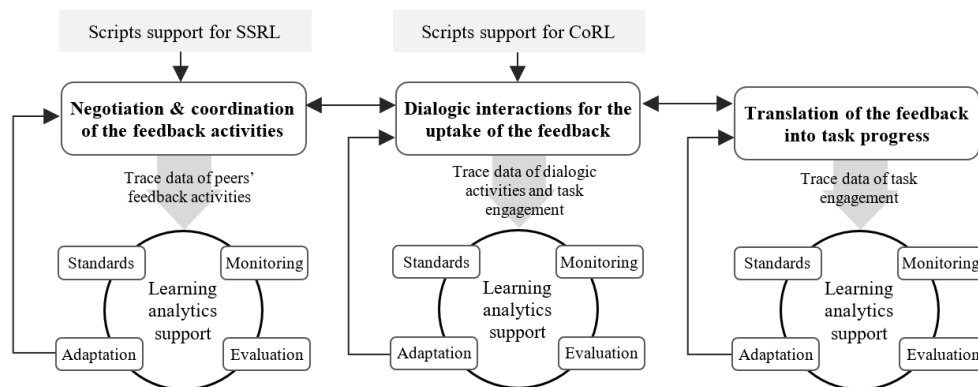 Scripts support for SSRL
Scripts support for CoRL
Negotiation & coordination
of the feedback activities
Dialogic interactions for the
uptake of the feedback
Translation of the feedback
into task progress
Trace data of peers’
feedback activities
Trace data of dialogic
activities and task
engagement
Trace data of task
engagement
Standards
Monitoring
Learning
analytics
support
Adaptation
Evaluation
Standards
Monitoring
Learning
analytics
support
Adaptation
Evaluation
Standards
Monitoring
Learning
analytics
support
Adaptation
Evaluation